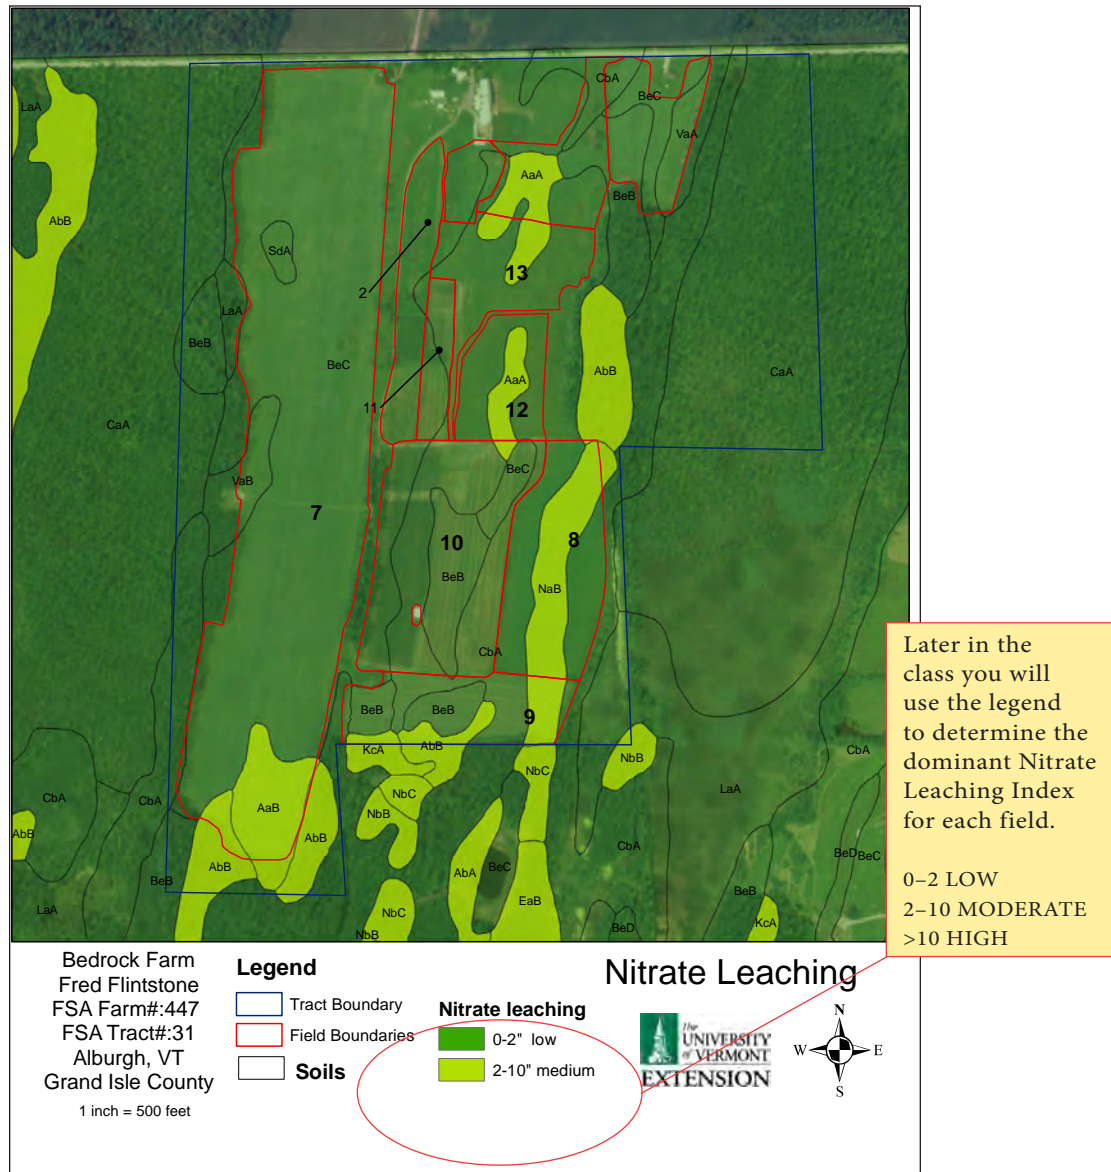 CbA
BeC
LaA
VaA
AaA
BeB
AbB
SdA
13
2
LaA
BeB
BeC
AbB
CaA
AaA
11
12
CaA
BeC
VaB
7
10
8
BeB
NaB
CbA
BeB
BeB
9
KcA
AbB
NbB
CbA
NbC
NbC
LaA
CbA
CbA
AaB
NbB
AbB
AbB
CbA
BeD
BeC
AbB
BeC
BeB
AbA
BeB
EaB
LaA
NbC
BeD
KcA
NbB
Later in the
class you will
use the legend
to determine the
dominant Nitrate
Leaching Index
for each field.
0–2 LOW
2–10 MODERATE
>10 HIGH
Bedrock Farm
Fred Flintstone
FSA Farm#:447
FSA Tract#:31
Alburgh, VT
Grand Isle County
1 inch = 500 feet
Legend
Tract Boundary
Field Boundaries
Soils
Nitrate leaching
0-2" low
2-10" medium
Nitrate Leaching
The
UNIVERSITY
of VERMONT
EXTENSION
N
W E
S